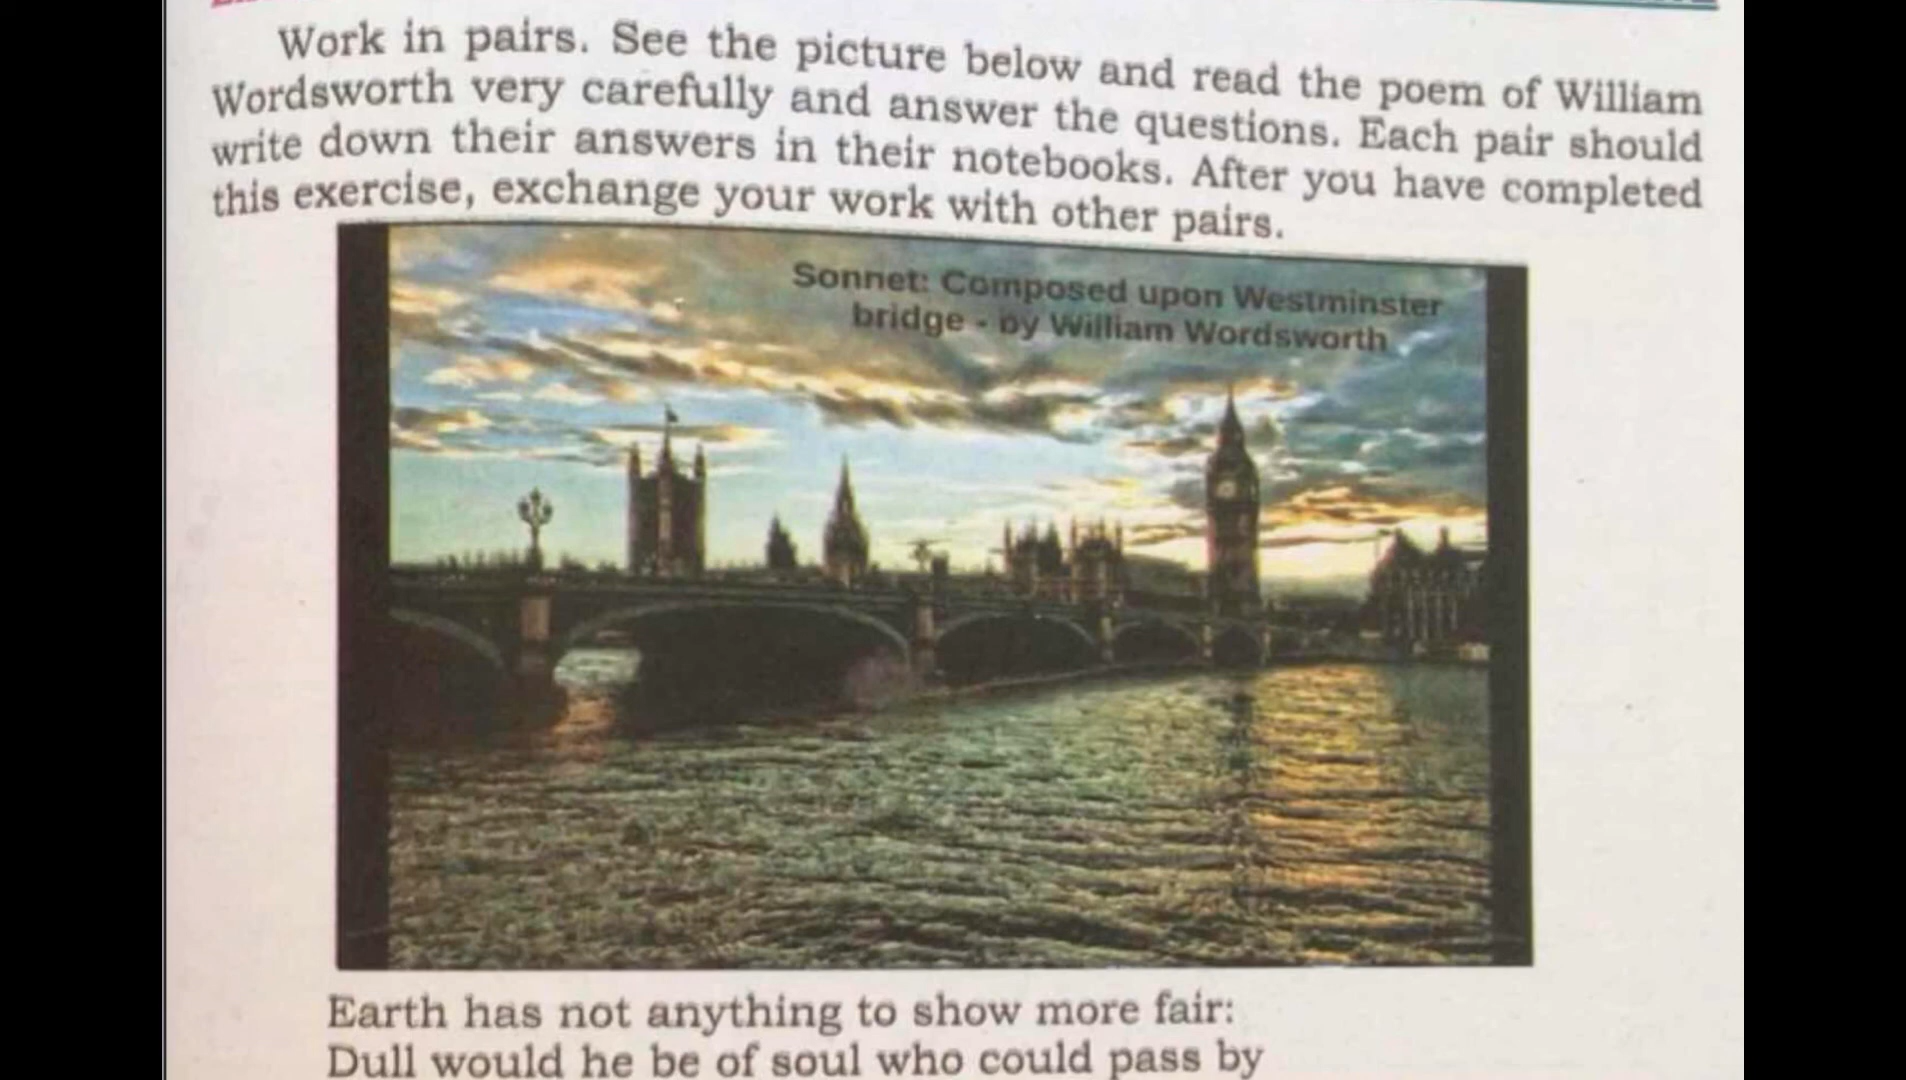 Work in pairs. See the picture below and read the poem of William
Wordsworth very carefully and answer the questions. Each pair should
write down their answers in their notebooks. After you have completed
this exercise, exchange your work with other pairs.
Sonnet: Composed upon Westminster
bridge - by William Wordsworth
Earth has not anything to show more fair:
Dull would he be of soul who could pass by